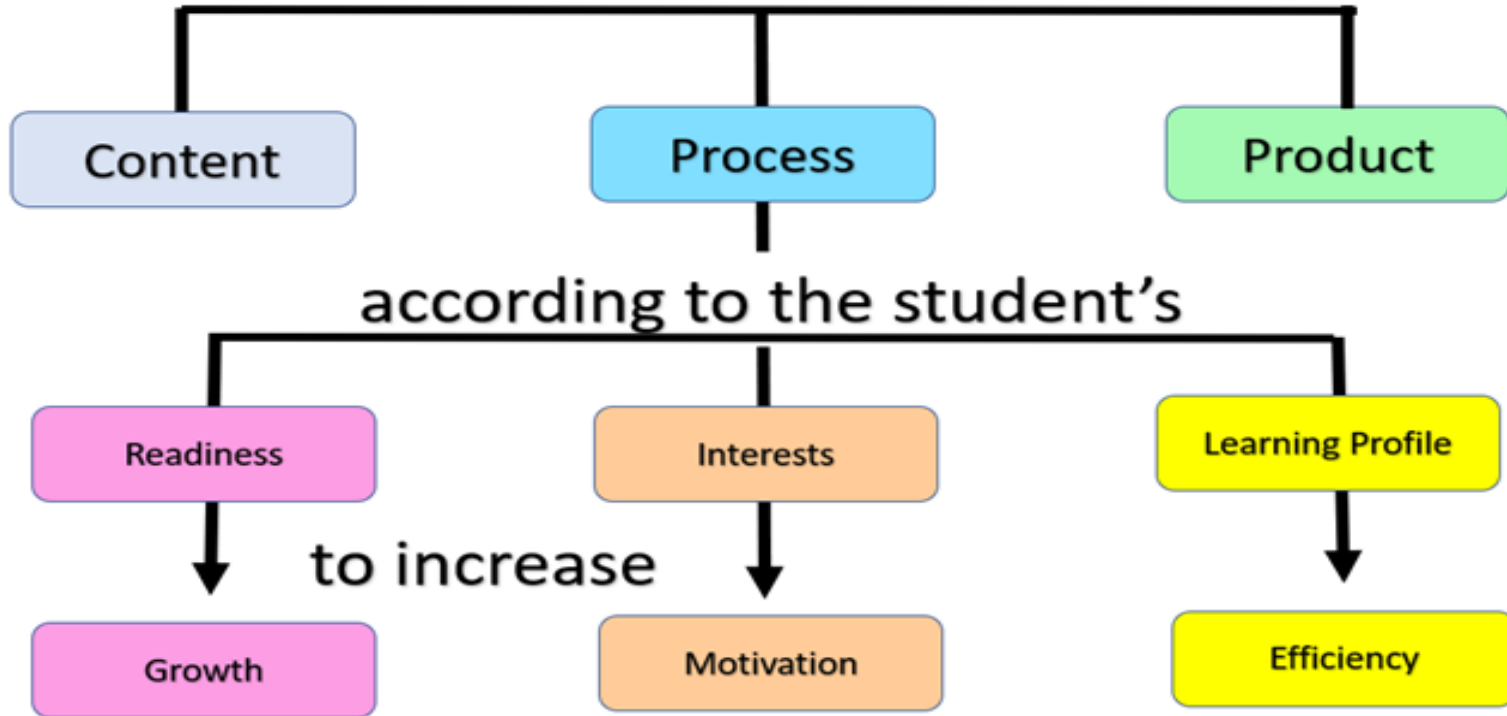 Content
Process
Product
according to the student’s
Readiness
Interests
Learning Profile
to increase
Growth
Motivation
Efficiency